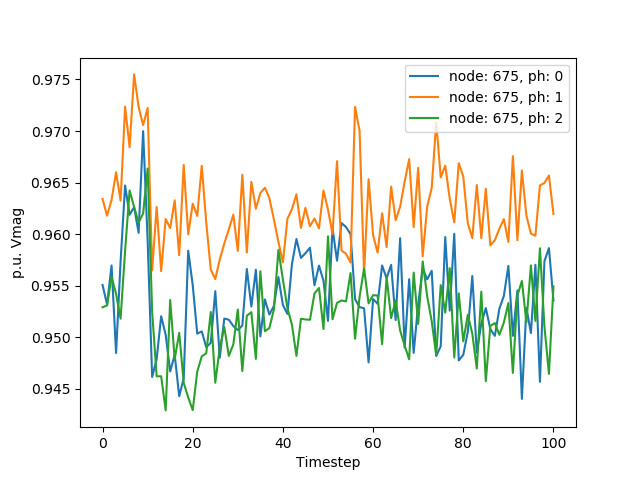 node: 675, ph: 0
node: 675, ph: 1
node: 675, ph: 2
p.u. Vmag
0.975
0.970
0.965
0.960
0.955
0.950
0.945
0
20
40
60
80
100
Timestep